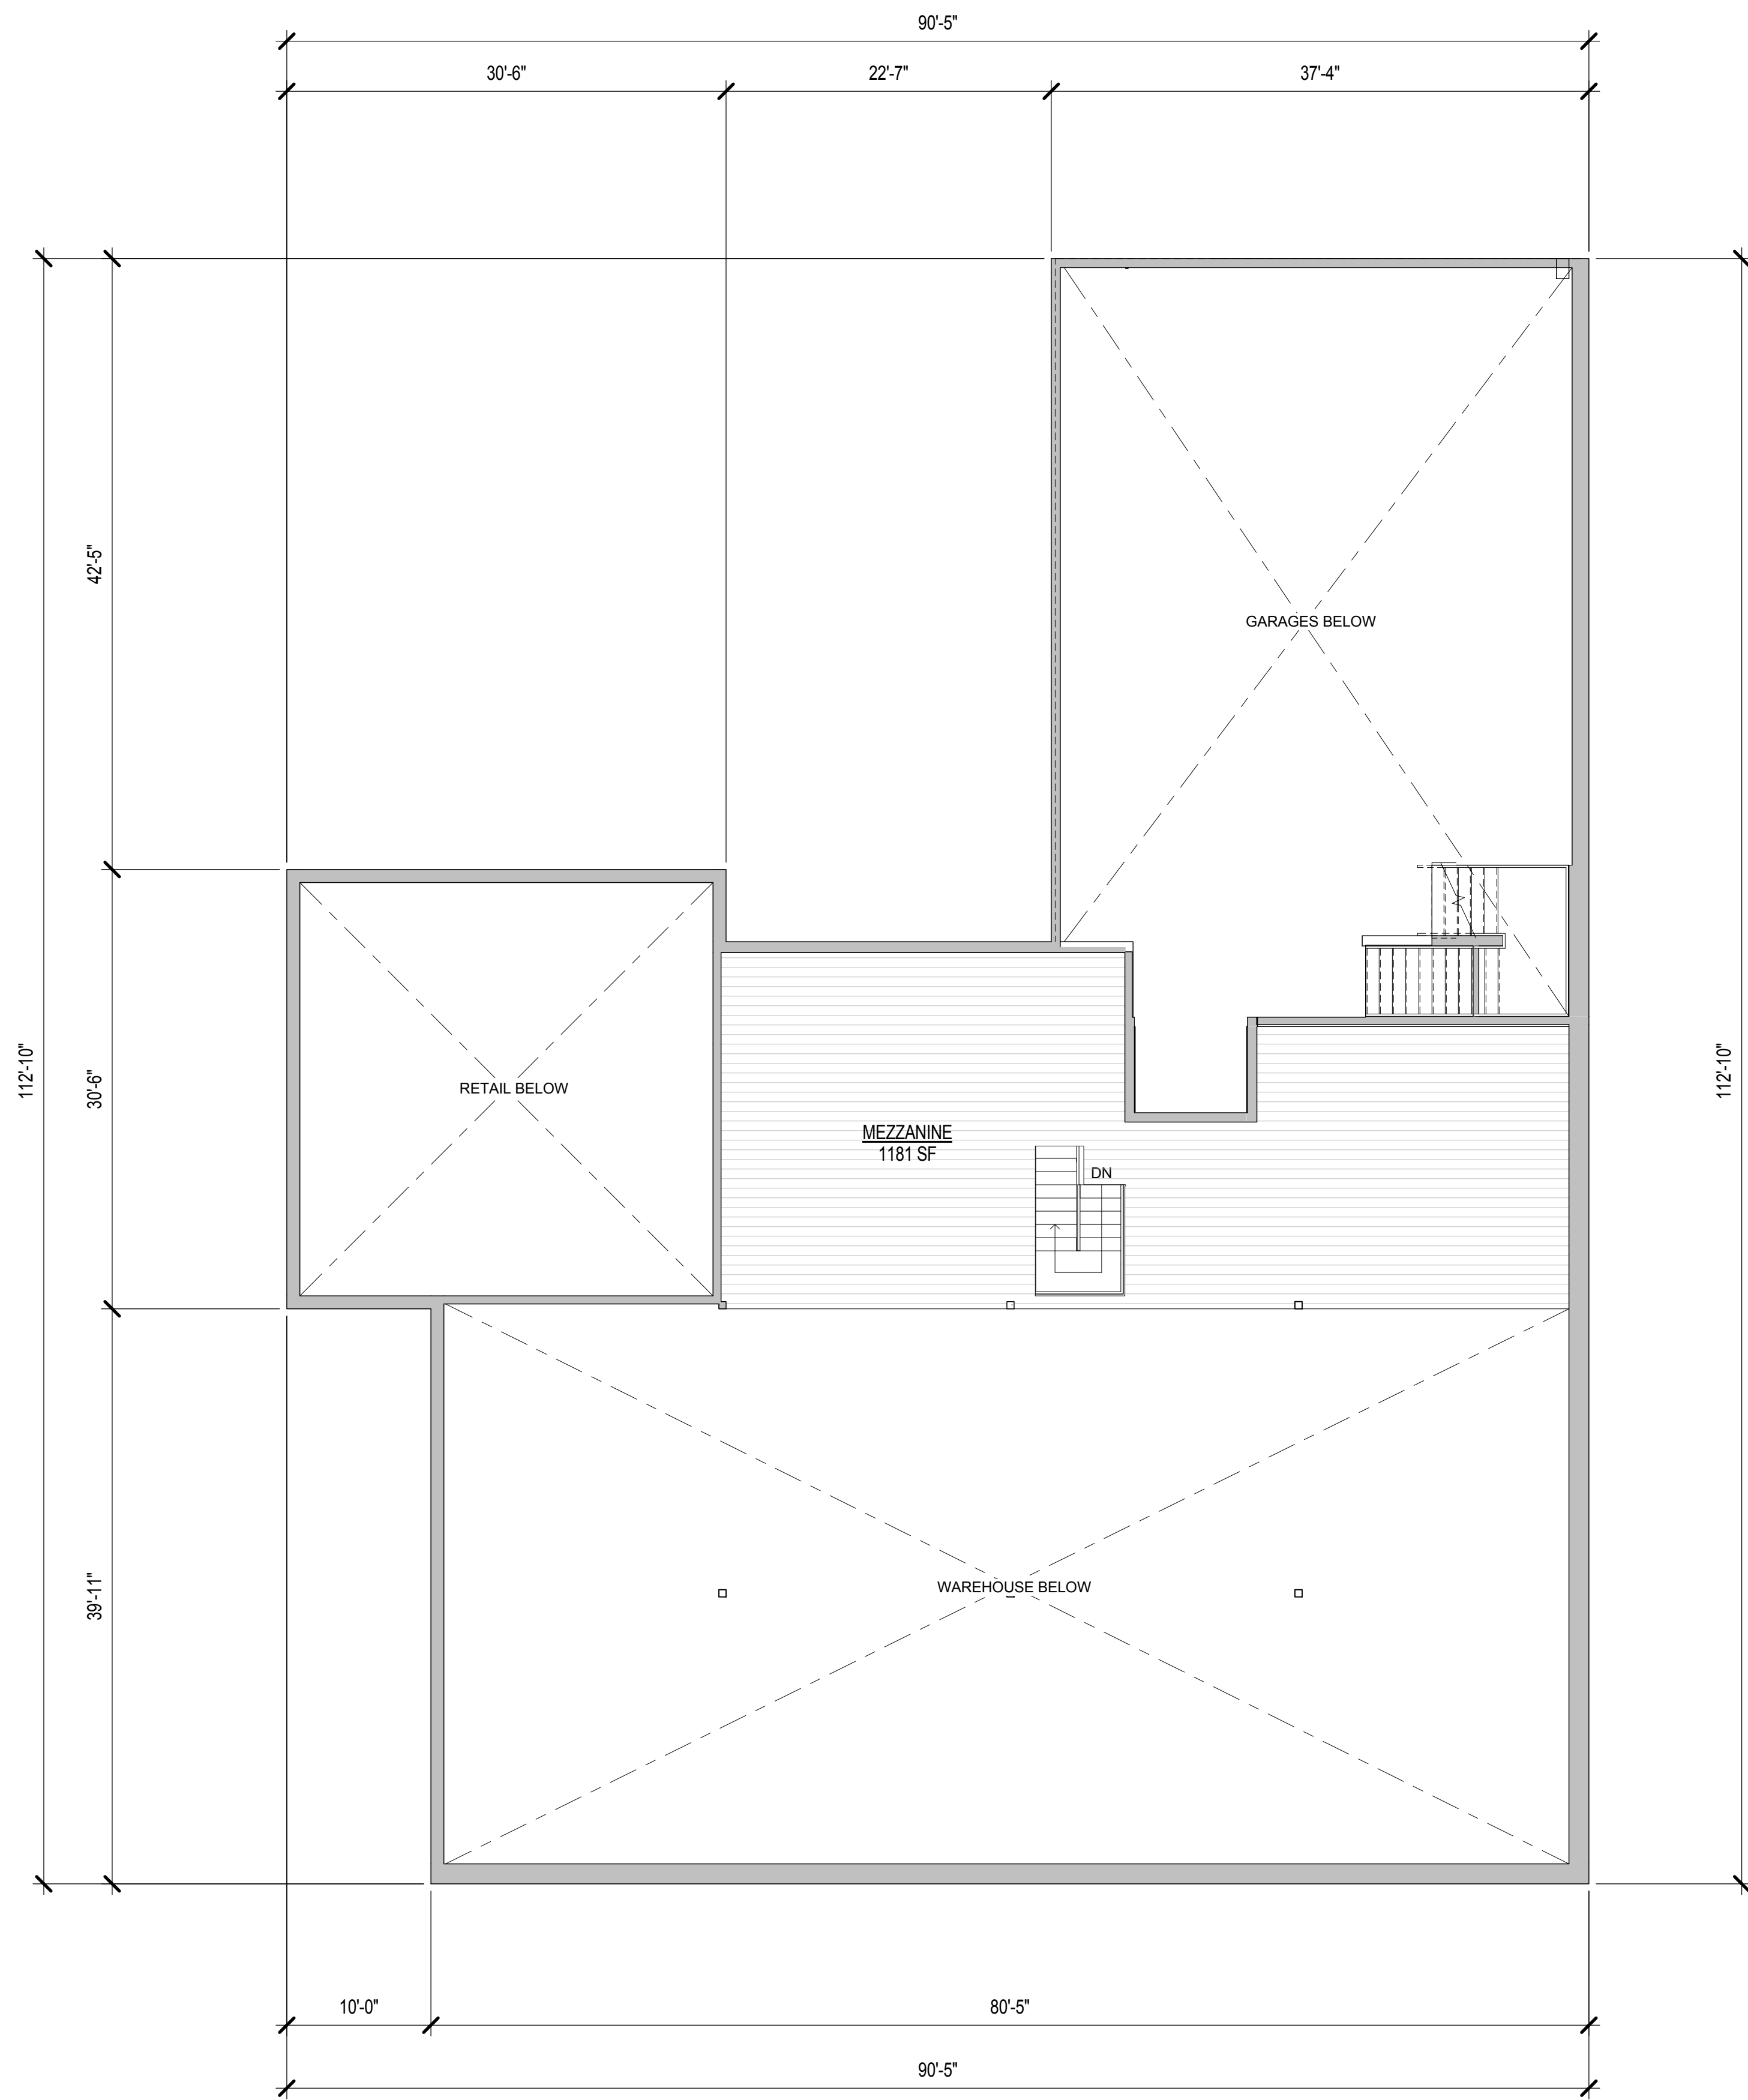 90'-5"
30'-6"
22'-7"
37'-4"
42'-5"
GARAGES BELOW
112'-10"
30'-6"
112'-10"
RETAIL BELOW
MEZZANINE
1181 SF
DN
39'-11"
WAREHOUSE BELOW
10'-0"
80'-5"
90'-5"